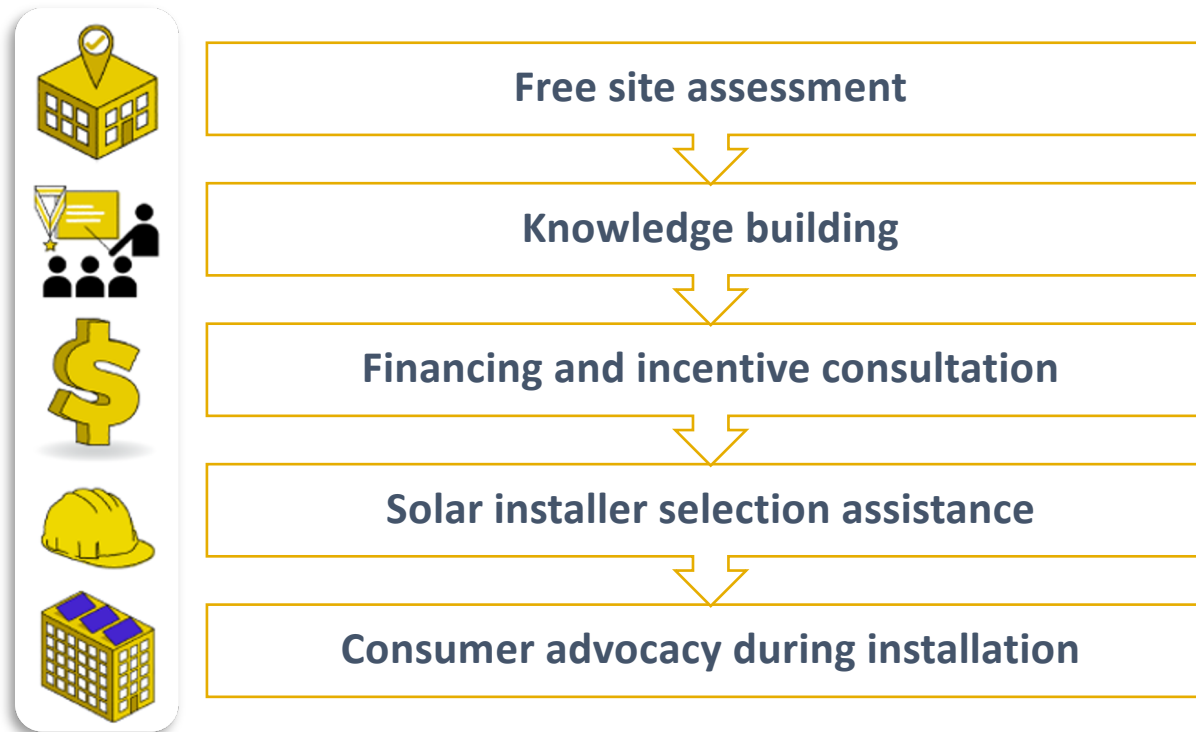 Free site assessment
Knowledge building
Financing and incentive consultation
Solar installer selection assistance
Consumer advocacy during installation